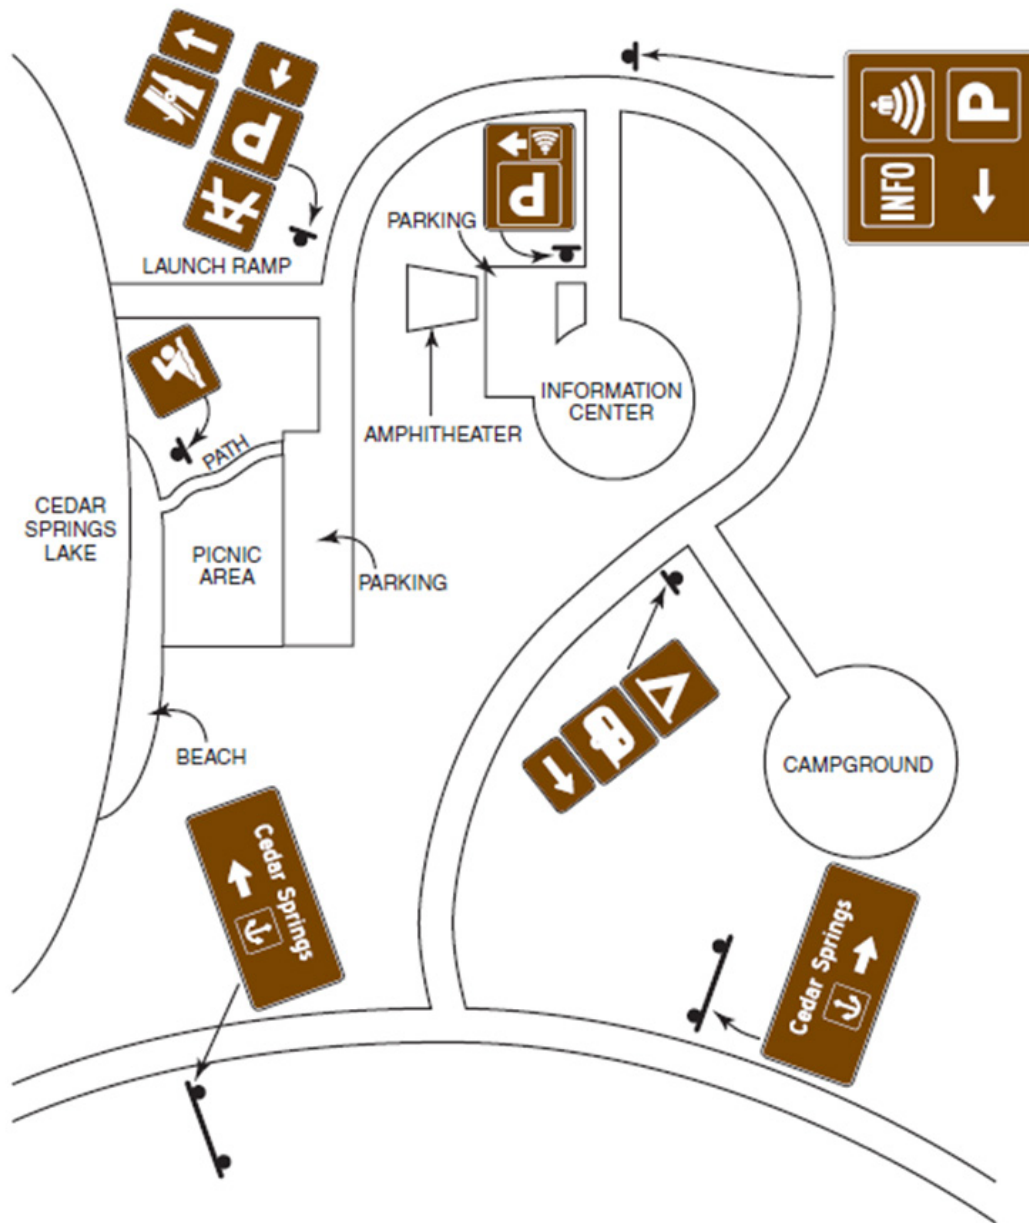 P
P
INFO
P
PARKING
LAUNCH RAMP
INFORMATION
CENTER
AMPHITHEATER
PATH
CEDAR
SPRINGS
LAKE
PICNIC
AREA
PARKING
BEACH
CAMPGROUND
Cedar Springs
Cedar Springs